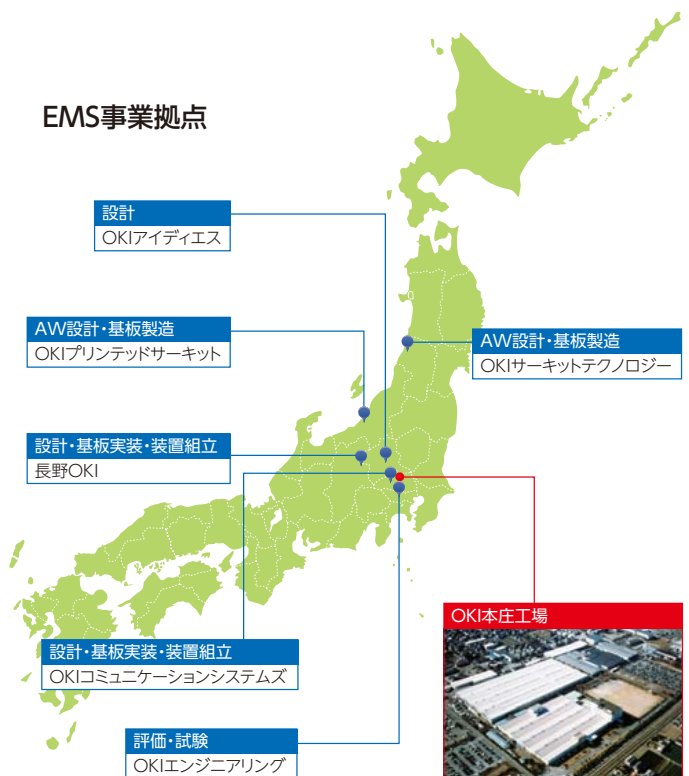 EMS事業拠点
設計
OKIアイディエス
AW設計・基板製造
OKIプリンテッドサーキット
AW設計・基板製造
OKIサーキットテクノロジー
設計・基板実装・装置組立
長野OKI
OKI本庄工場
設計・基板実装・装置組立
OKIコミュニケーションシステムズ
評価・試験
OKIエンジニアリング